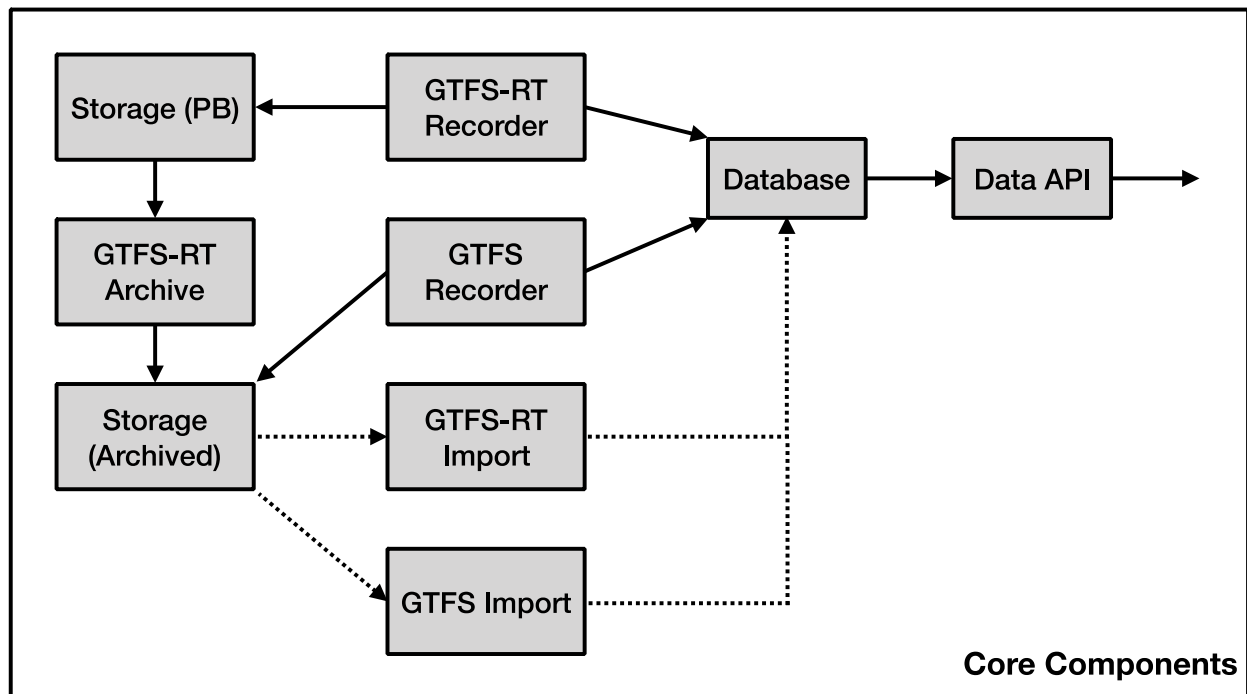 Storage (PB)
GTFS-RT
Recorder
Database
Data API
GTFS-RT
Archive
GTFS
Recorder
Storage
(Archived)
GTFS-RT
Import
GTFS Import
Core Components